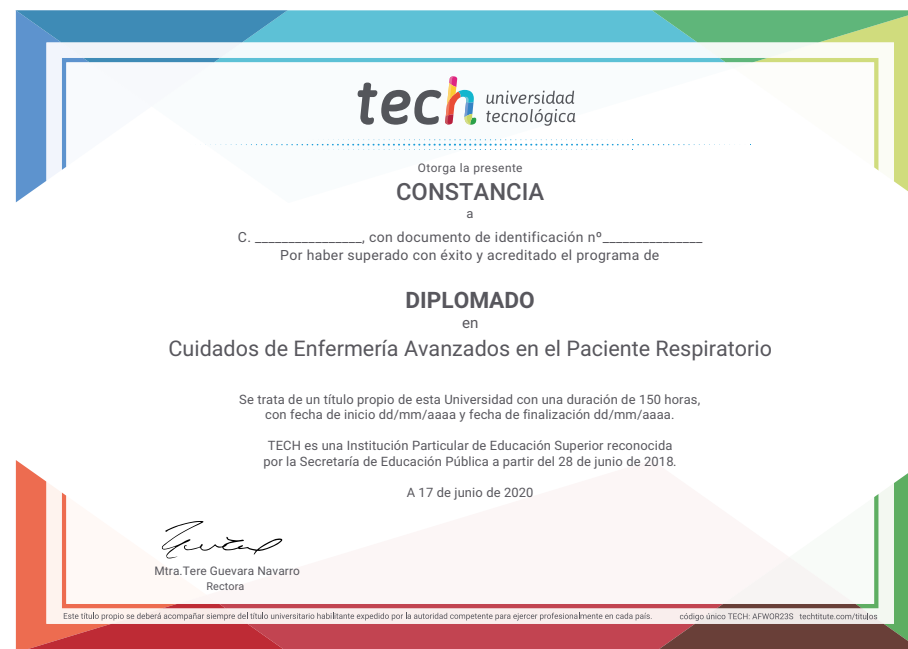 tech universidad
tecnológica
Otorga la presente
CONSTANCIA
a
C. ________________, con documento de identificación nº_______________
Por haber superado con éxito y acreditado el programa de
DIPLOMADO
en
Cuidados de Enfermería Avanzados en el Paciente Respiratorio
Se trata de un título propio de esta Universidad con una duración de 150 horas,
con fecha de inicio dd/mm/aaaa y fecha de finalización dd/mm/aaaa.
TECH es una Institución Particular de Educación Superior reconocida
por la Secretaría de Educación Pública a partir del 28 de junio de 2018.
A 17 de junio de 2020
Mtra.Tere Guevara Navarro
Rectora
Este título propio se deberá acompañar siempre del título universitario habilitante expedido por la autoridad competente para ejercer profesionalmente en cada país. código único TECH: AFWOR23S techtitute.com/titulos